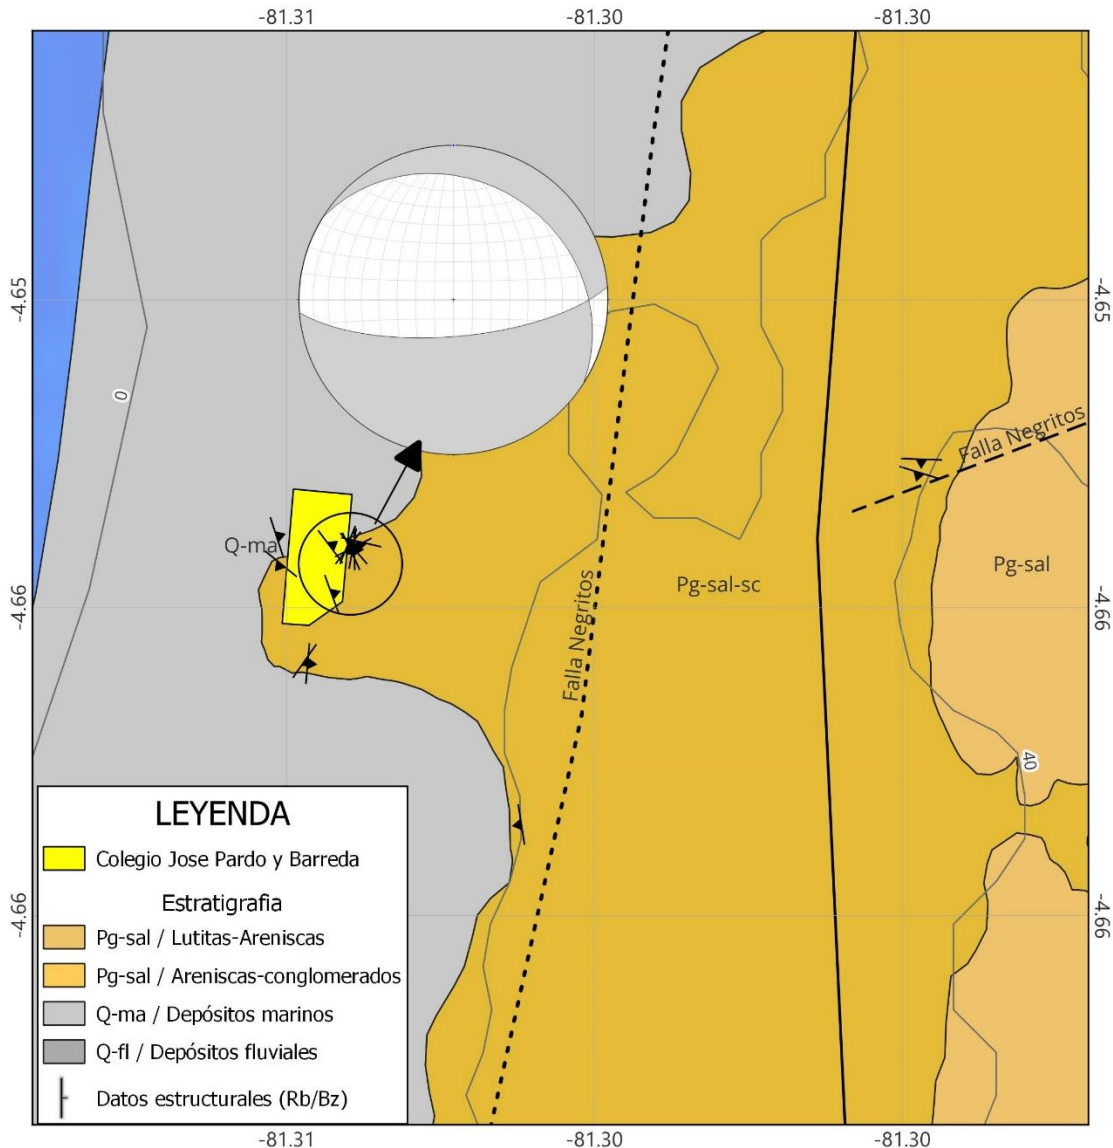 -81.31 -81.30 -81.30
-4.65 -4.65
0
Falla Negritos
Q-ma
Falla Negritos
Pg-sal-sc
Pg-sal
-4.66 -4.66
40
LEYENDA
Colegio Jose Pardo y Barreda
Estratigrafia
Pg-sal / Lutitas-Areniscas
Pg-sal / Areniscas-conglomerados
Q-ma / Depósitos marinos
Q-fl / Depósitos fluviales
Datos estructurales (Rb/Bz)
-4.66 -4.66
-81.31 -81.30 -81.30